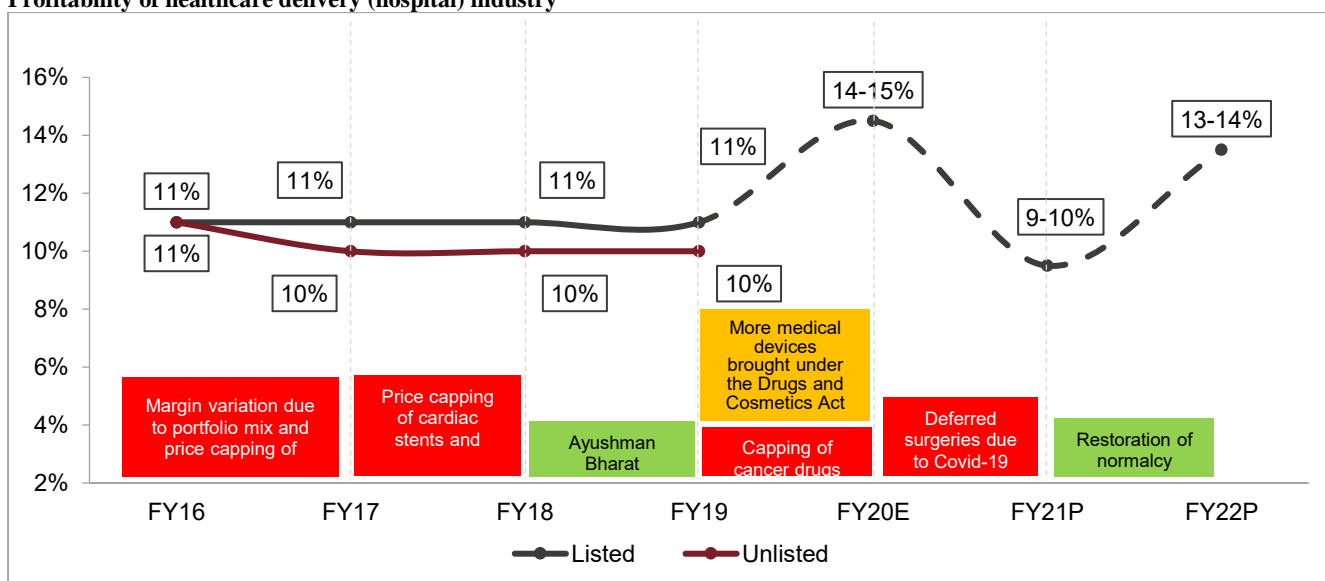 Profitability of healthcare delivery (hospital) industry
16%
14%
12%
10%
8%
6%
4%
2%
11%
11%
11%
10%
11%
10%
11%
10%
14-15%
9-10%
13-14%
Margin variation due
to portfolio mix and
price capping of
Price capping
of cardiac
stents and
Ayushman
Bharat
More medical
devices
brought under
the Drugs and
Cosmetics Act
Capping of
cancer drugs
Deferred
surgeries due
to Covid-19
Restoration of
normalcy
FY16
FY17
FY18
FY19
FY20E
FY21P
FY22P
Listed
Unlisted